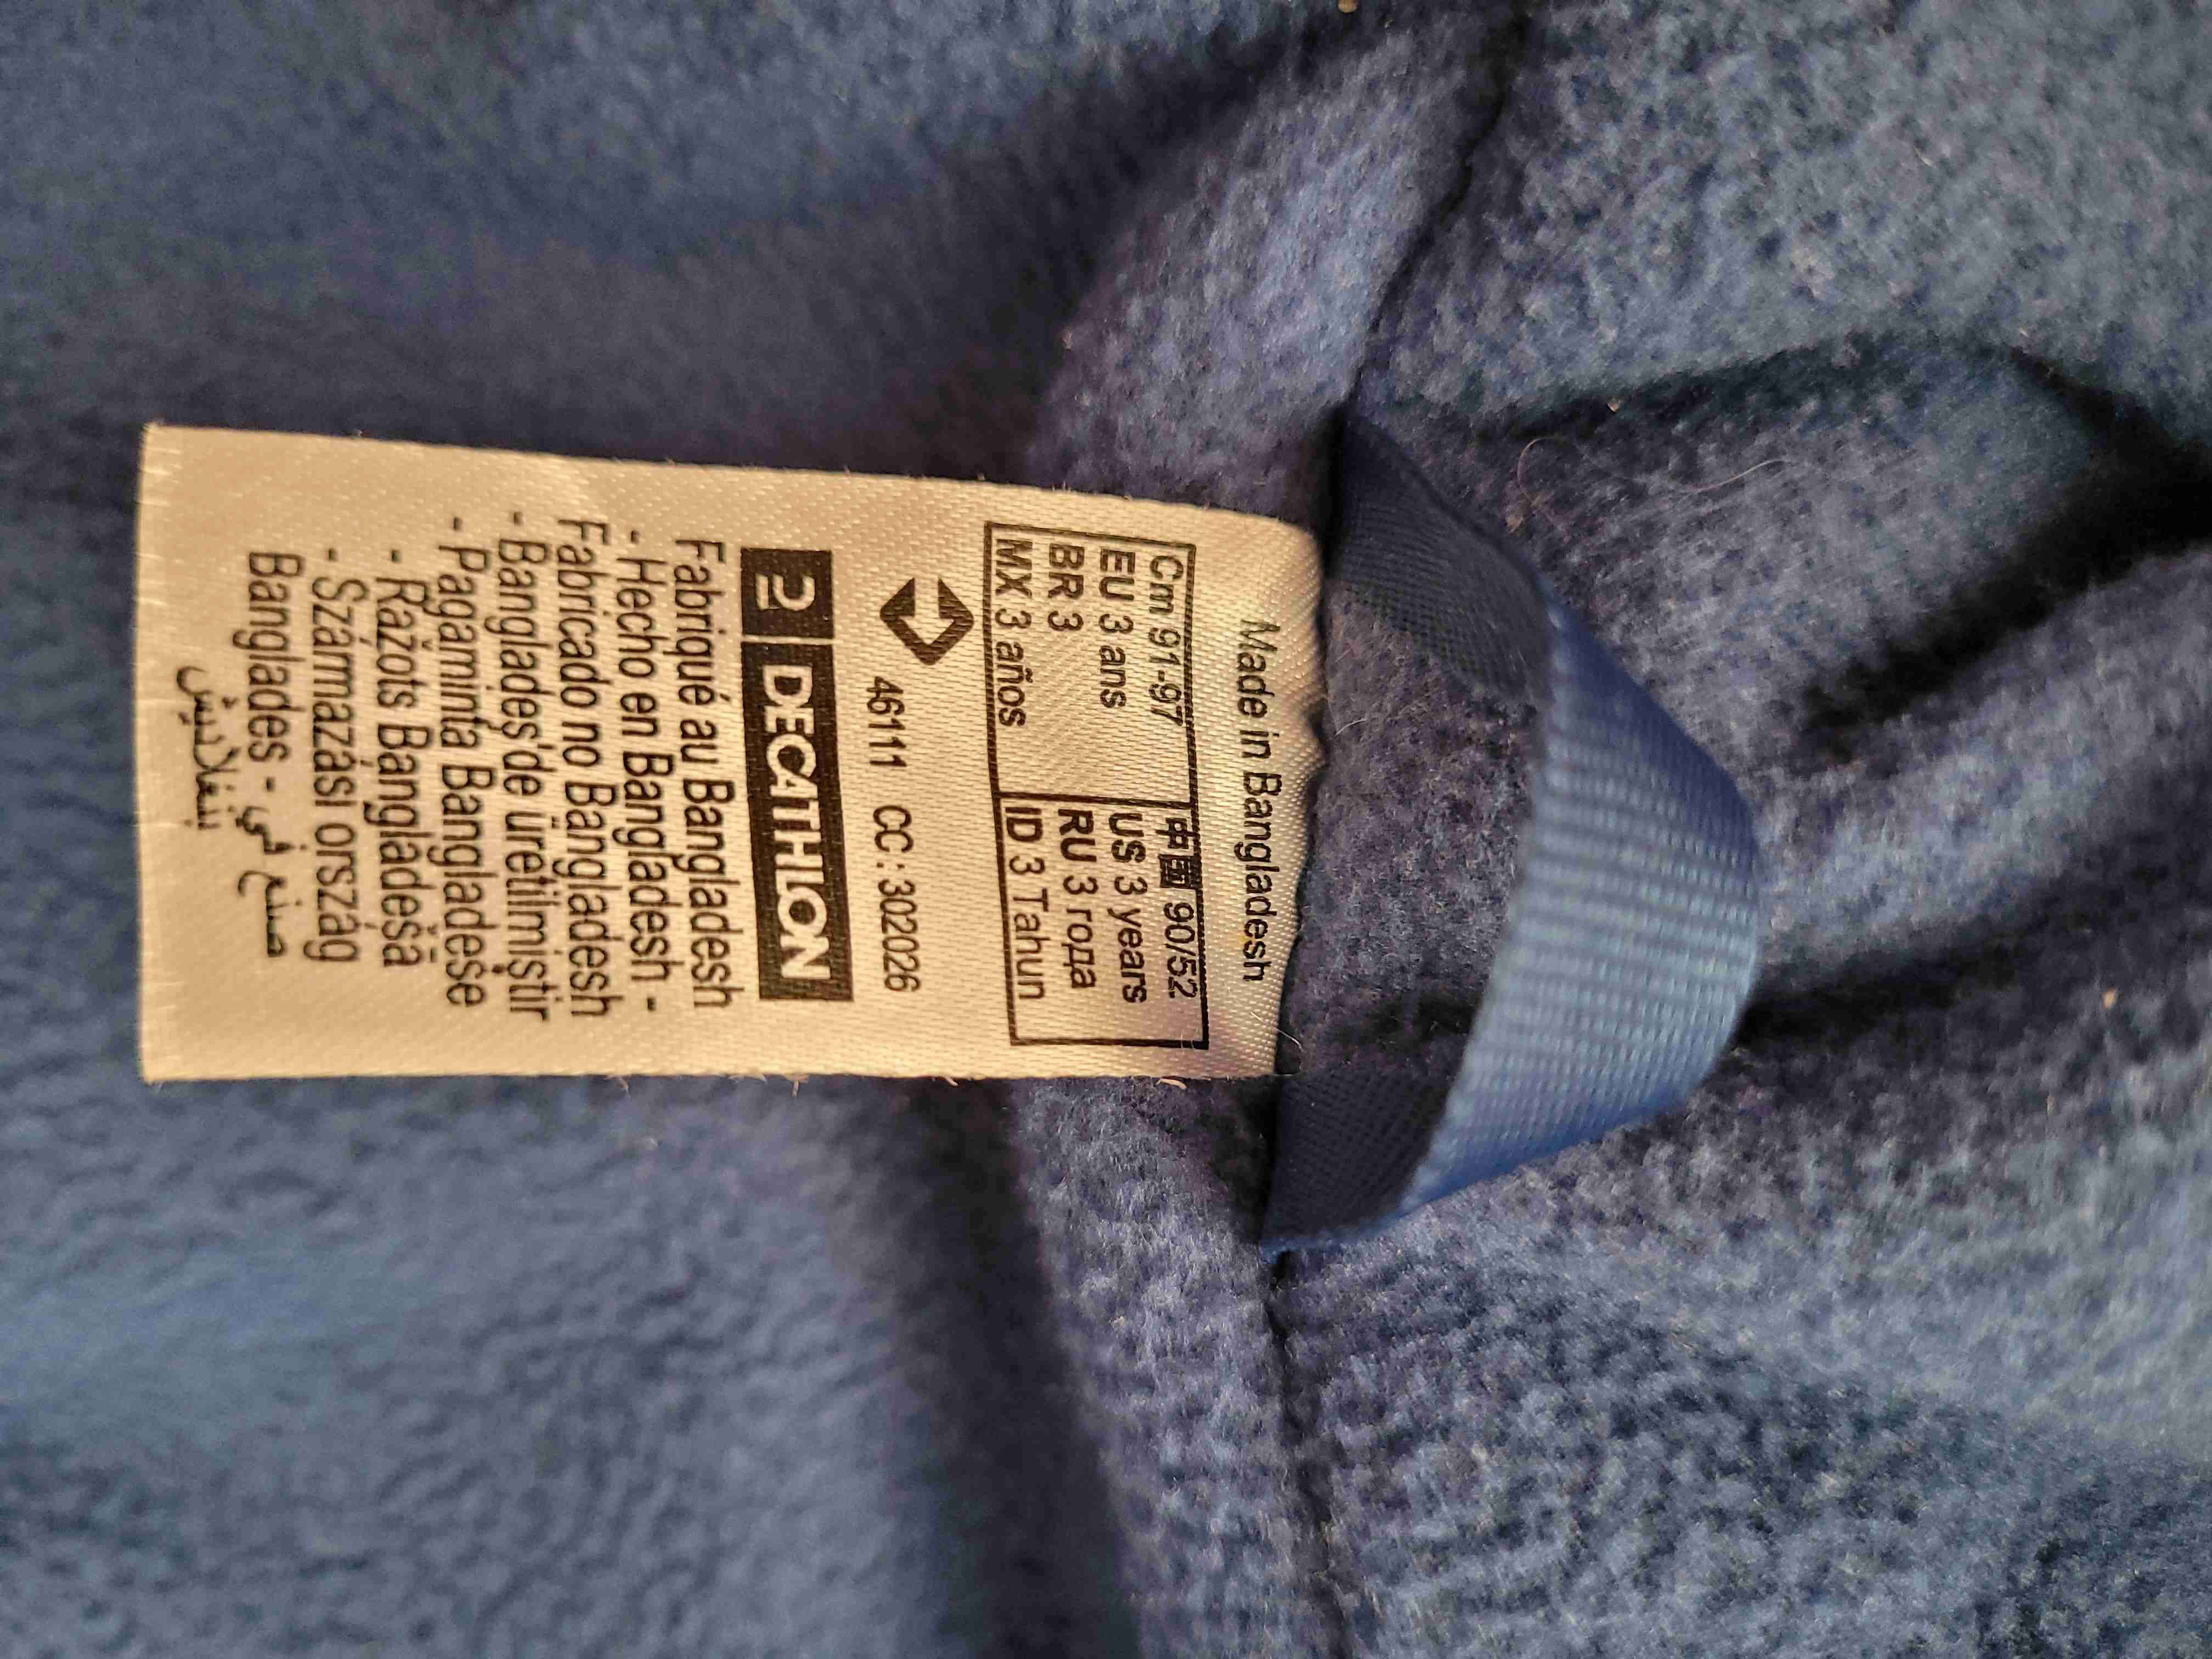 Made in Bangladesh
Cm 91-97 中国 90/52
EU 3 ans US 3 years
BR 3 RU 3 года
MX 3 años ID 3 Tahun
46111 CC:302026
DECATHLON
Fabriqué au Bangladesh
- Hecho en Bangladesh -
Fabricado no Bangladesh
- Bangladeş'de üretilmiştir
- Pagaminta Bangladeše
- Ražots Bangladešā
- Származási ország
Banglades - صنع في
بنغلاديش